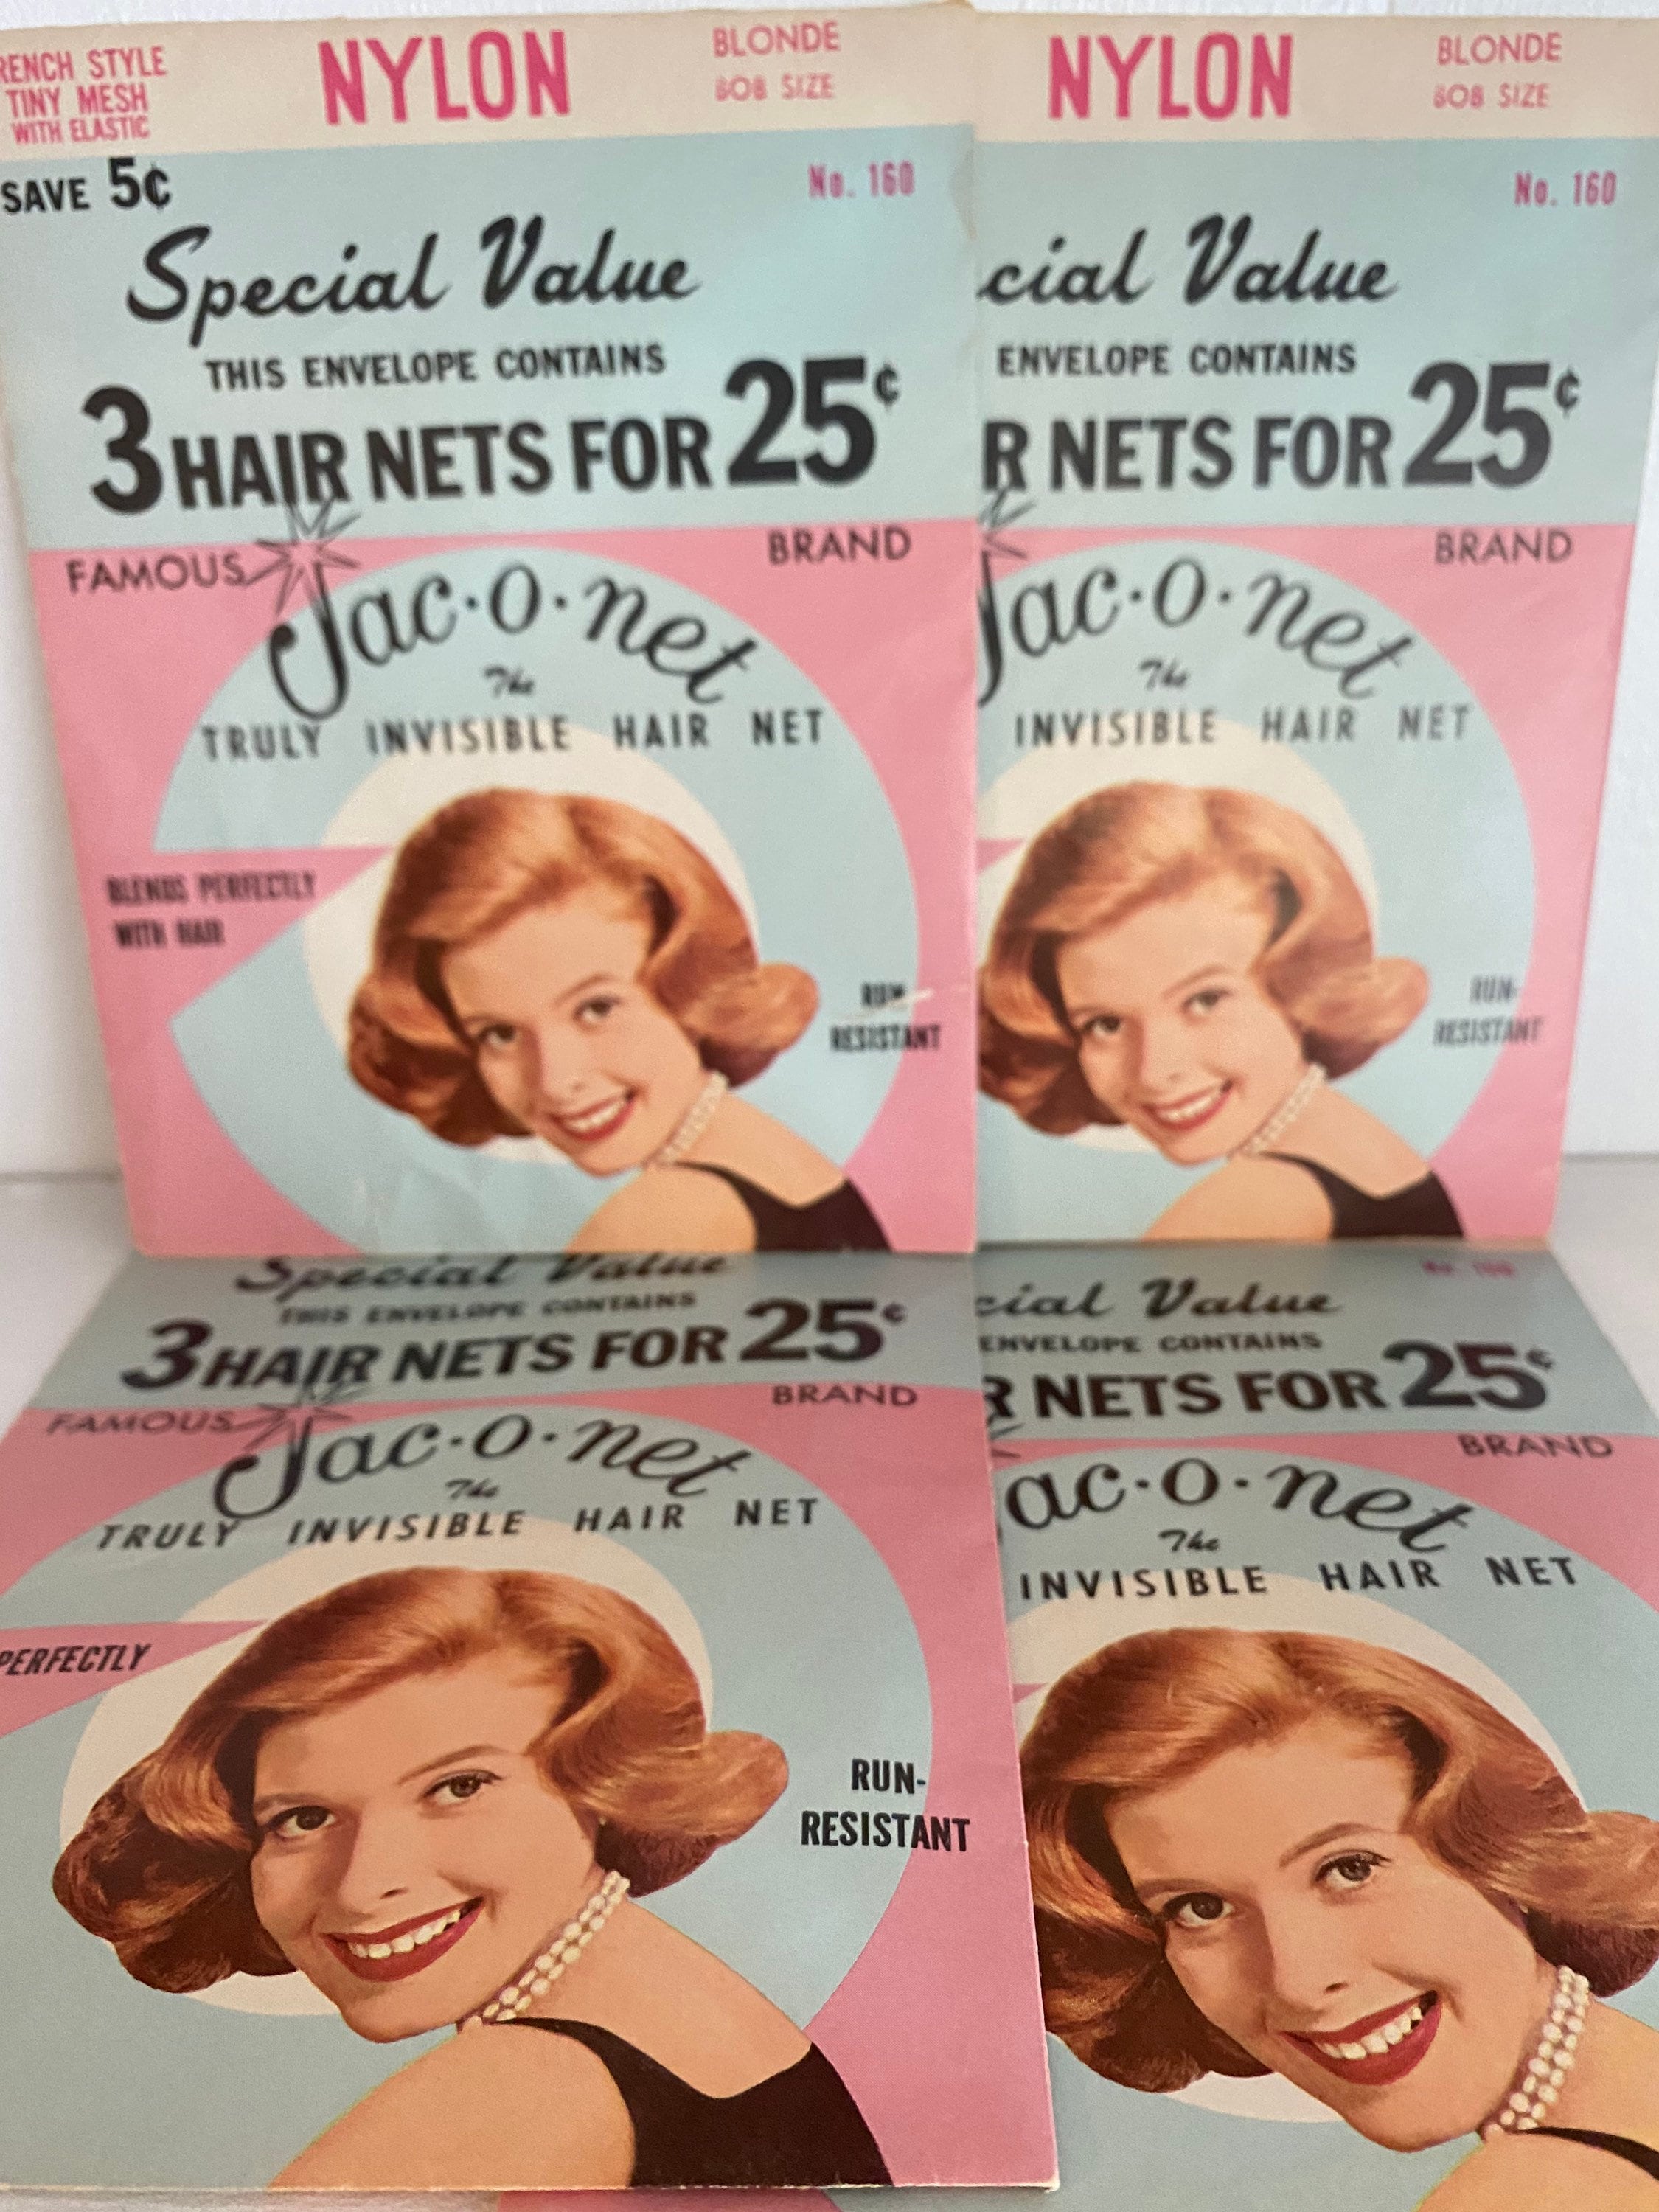 RENCH STYLE
TINY MESH
WITH ELASTIC
NYLON
BLONDE
BOB SIZE
SAVE 5¢
No. 160
Special Value
THIS ENVELOPE CONTAINS
3 HAIR NETS FOR 25¢
FAMOUS
BRAND
Jac·o·net
The
TRULY INVISIBLE HAIR NET
BLENDS PERFECTLY
WITH HAIR
RUN-
RESISTANT
NYLON
BLONDE
BOB SIZE
No. 160
cial Value
ENVELOPE CONTAINS
R NETS FOR 25¢
BRAND
Jac·o·net
The
INVISIBLE HAIR NET
RUN-
RESISTANT
Special Value
THIS ENVELOPE CONTAINS
3 HAIR NETS FOR 25¢
FAMOUS
BRAND
Jac·o·net
The
TRULY INVISIBLE HAIR NET
PERFECTLY
RUN-
RESISTANT
No. 160
cial Value
ENVELOPE CONTAINS
R NETS FOR 25¢
BRAND
ac·o·net
The
INVISIBLE HAIR NET